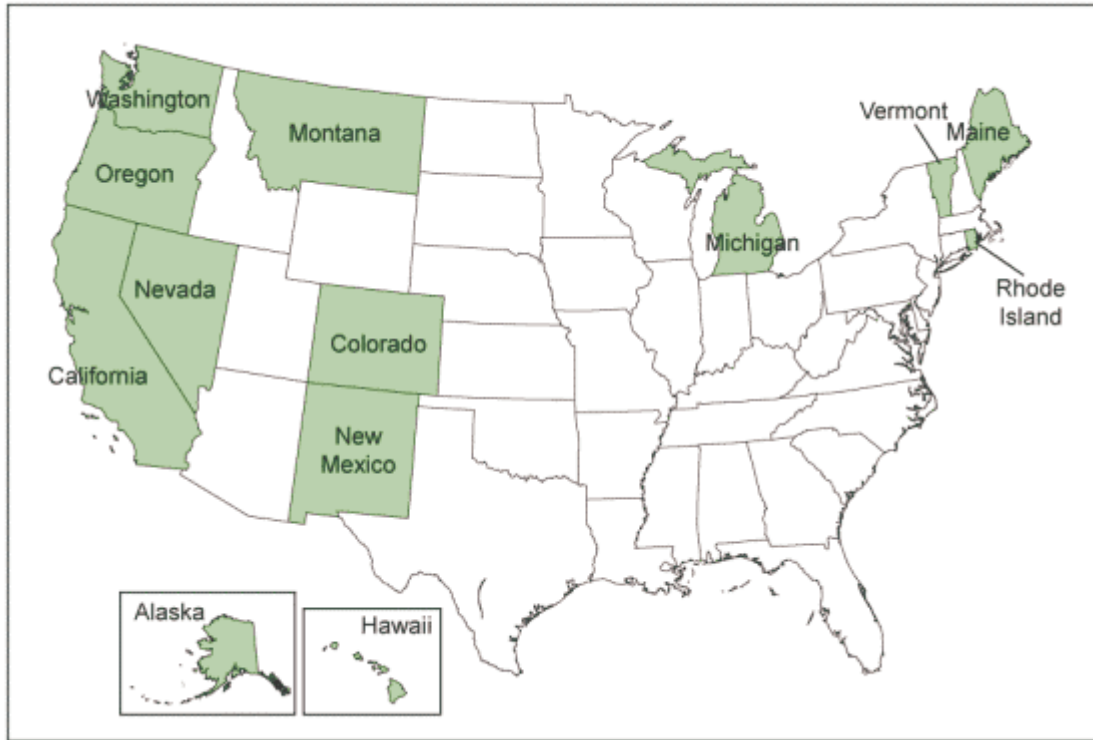 Washington
Montana
Oregon
Nevada
California
Colorado
New
Mexico
Michigan
Vermont
Maine
Rhode
Island
Alaska
Hawaii